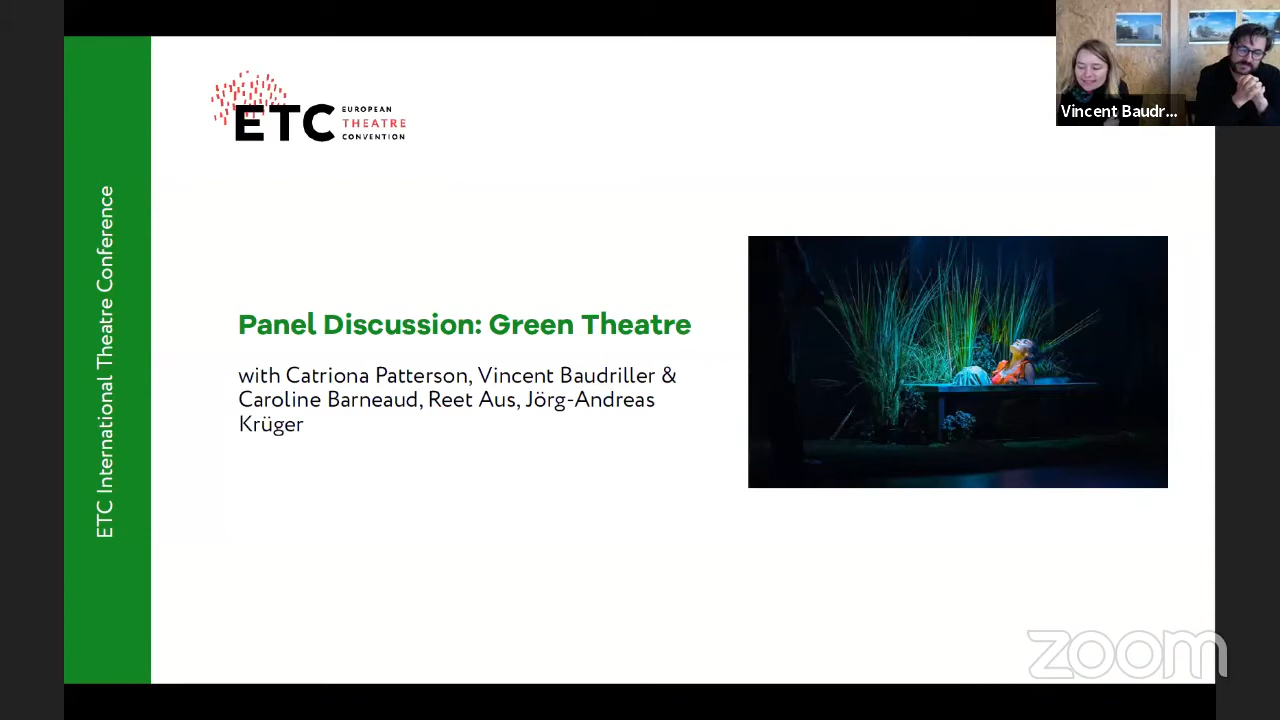 ETC International Theatre Conference
ETC
EUROPEAN
THEATRE
CONVENTION
Vincent Baudr...
Panel Discussion: Green Theatre
with Catriona Patterson, Vincent Baudriller &
Caroline Barneaud, Reet Aus, Jörg-Andreas
Krüger
zoom